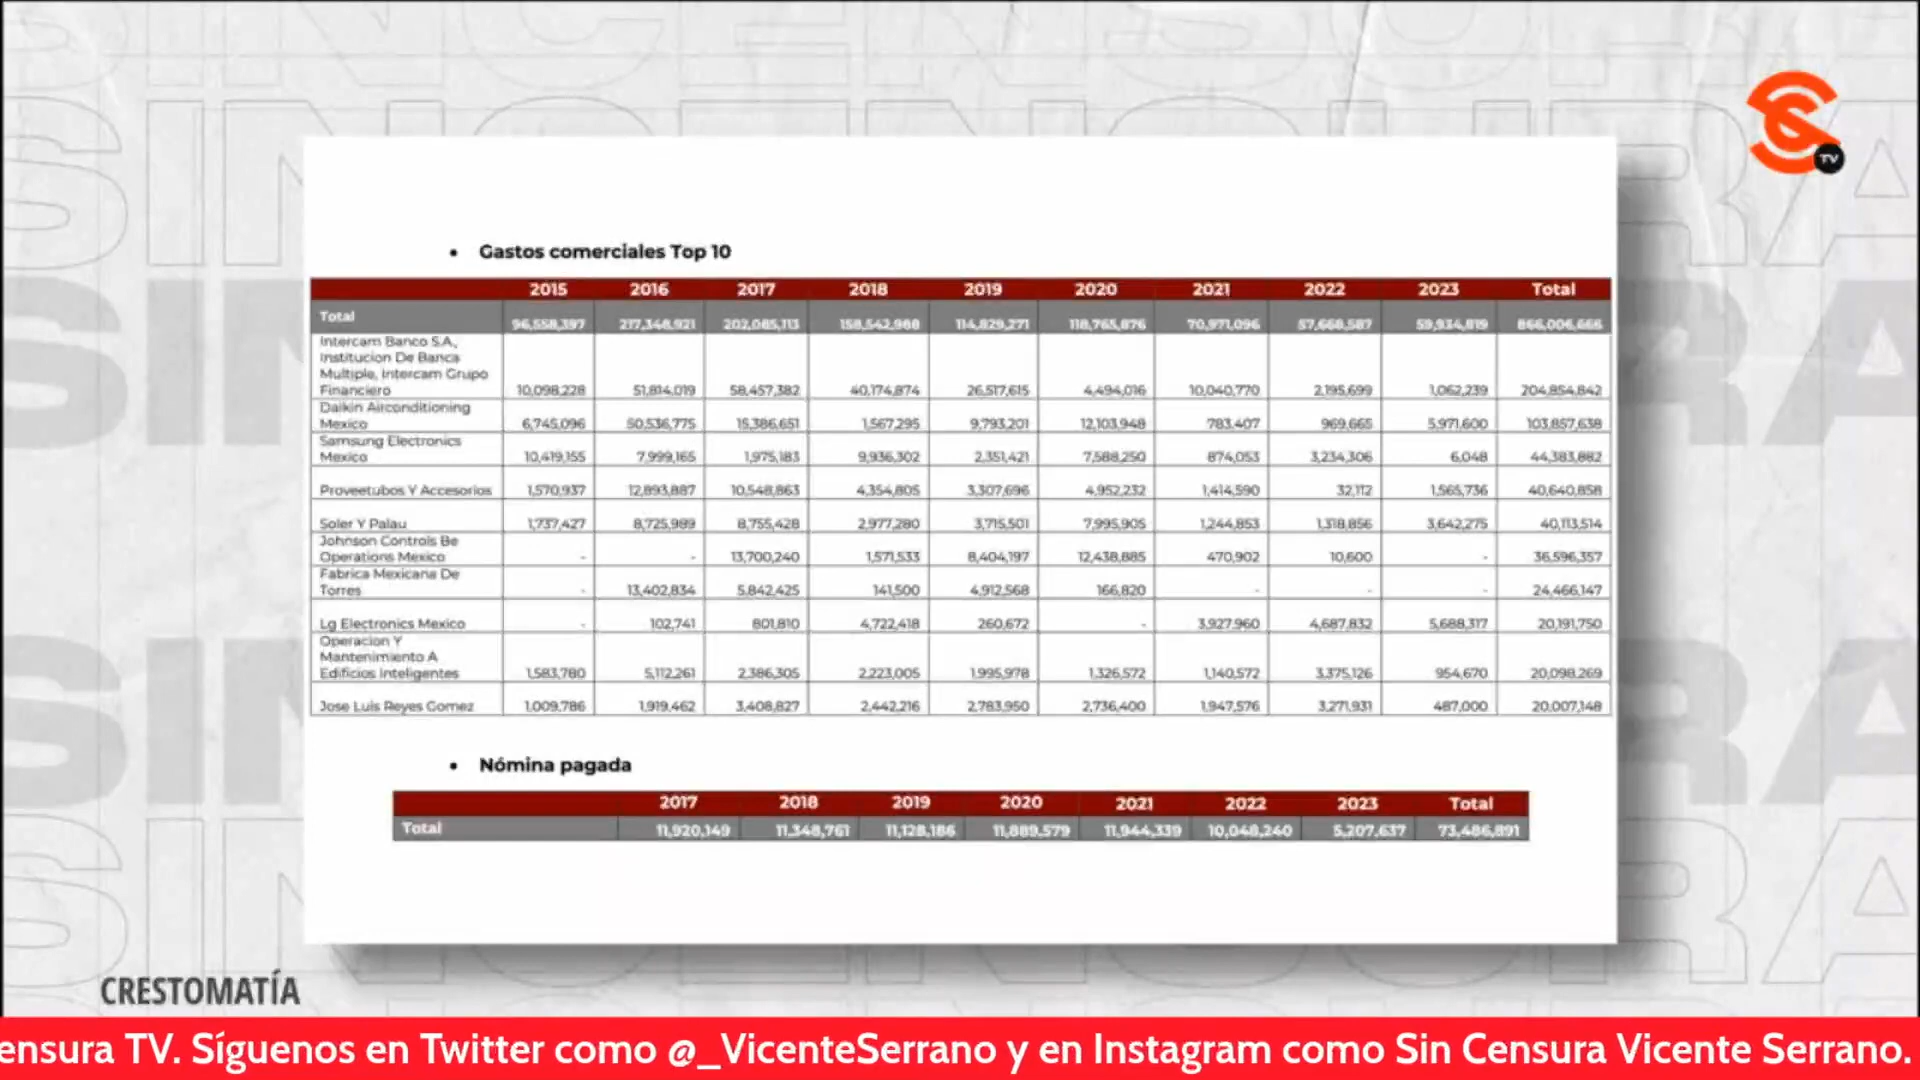 TV
• Gastos comerciales Top 10
2015 2016 2017 2018 2019 2020 2021 2022 2023 Total
Total 96,558,397 217,348,921 202,085,113 158,542,988 114,829,271 118,765,876 70,971,096 57,668,587 59,934,819 866,006,666
Intercam Banco S.A.,
Institucion De Banca
Multiple, Intercam Grupo
Financiero 10,098,228 51,814,019 58,457,382 40,174,874 26,517,615 4,494,016 10,040,770 2,195,699 1,062,239 204,854,842
Daikin Airconditioning
Mexico 6,745,096 50,536,775 15,386,651 1,567,295 9,793,201 12,103,948 783,407 969,665 5,971,600 103,857,638
Samsung Electronics
Mexico 10,419,155 7,999,165 1,975,183 9,936,302 2,351,421 7,588,250 874,053 3,234,306 6,048 44,383,882
Proveetubos Y Accesorios 1,570,937 12,893,887 10,548,863 4,354,805 3,307,696 4,952,232 1,414,590 32,112 1,565,736 40,640,858
Soler Y Palau 1,737,427 8,725,989 8,755,428 2,977,280 3,715,501 7,995,905 1,244,853 1,318,856 3,642,275 40,113,514
Johnson Controls Be
Operations Mexico - - 13,700,240 1,571,533 8,404,197 12,438,885 470,902 10,600 - 36,596,357
Fabrica Mexicana De
Torres - 13,402,834 5,842,425 141,500 4,912,568 166,820 - - - 24,466,147
Lg Electronics Mexico - 102,741 801,810 4,722,418 260,672 - 3,927,960 4,687,832 5,688,317 20,191,750
Operacion Y
Mantenimiento A
Edificios Inteligentes 1,583,780 5,112,261 2,386,305 2,223,005 1,995,978 1,326,572 1,140,572 3,375,126 954,670 20,098,269
Jose Luis Reyes Gomez 1,009,786 1,919,462 3,408,827 2,442,216 2,783,950 2,736,400 1,947,576 3,271,931 487,000 20,007,148
• Nómina pagada
2017 2018 2019 2020 2021 2022 2023 Total
Total 11,920,149 11,348,761 11,128,186 11,889,579 11,944,339 10,048,240 5,207,637 73,486,891
CRESTOMATÍA
ensura TV. Síguenos en Twitter como @_VicenteSerrano y en Instagram como Sin Censura Vicente Serrano.